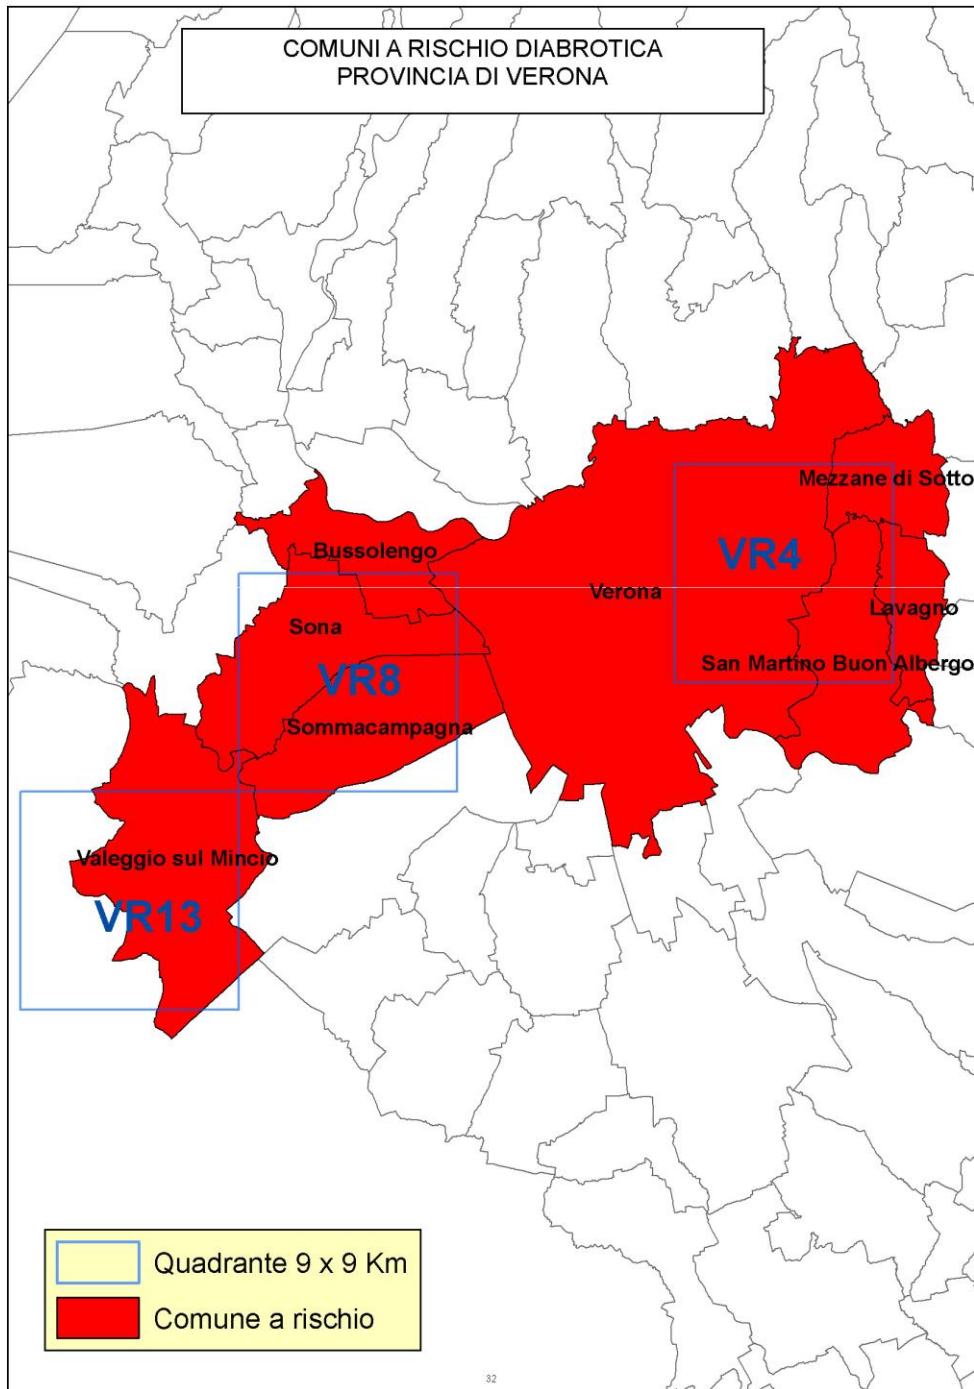 COMUNI A RISCHIO DIABROTICA
PROVINCIA DI VERONA
Mezzane di Sotto
Bussolengo
VR4
Verona
Lavagno
Sona
San Martino Buon Albergo
VR8
Sommacampagna
Valeggio sul Mincio
VR13
Quadrante 9 x 9 Km
Comune a rischio
32